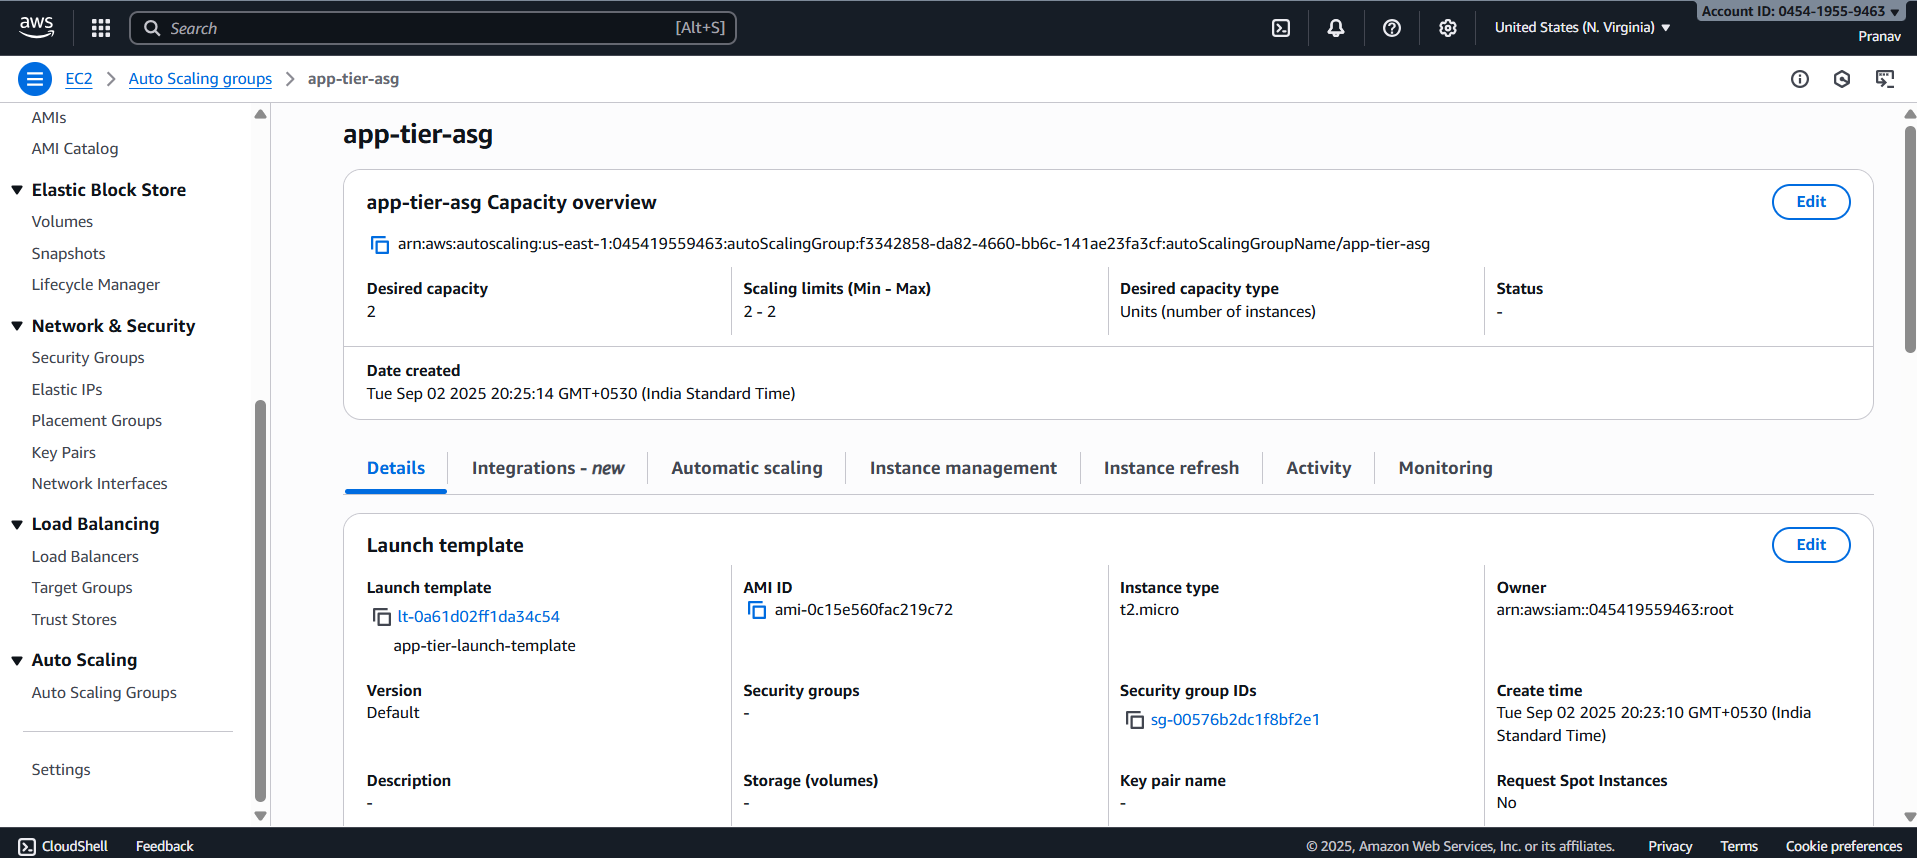 aws
Search [Alt+S]
United States (N. Virginia)
Account ID: 0454-1955-9463
Pranav
EC2 Auto Scaling groups app-tier-asg
AMIs
AMI Catalog
Elastic Block Store
Volumes
Snapshots
Lifecycle Manager
Network & Security
Security Groups
Elastic IPs
Placement Groups
Key Pairs
Network Interfaces
Load Balancing
Load Balancers
Target Groups
Trust Stores
Auto Scaling
Auto Scaling Groups
Settings
app-tier-asg
app-tier-asg Capacity overview
Edit
arn:aws:autoscaling:us-east-1:045419559463:autoScalingGroup:f3342858-da82-4660-bb6c-141ae23fa3cf:autoScalingGroupName/app-tier-asg
Desired capacity
2
Scaling limits (Min - Max)
2 - 2
Desired capacity type
Units (number of instances)
Status
-
Date created
Tue Sep 02 2025 20:25:14 GMT+0530 (India Standard Time)
Details Integrations - new Automatic scaling Instance management Instance refresh Activity Monitoring
Launch template
Edit
Launch template
lt-0a61d02ff1da34c54
app-tier-launch-template
AMI ID
ami-0c15e560fac219c72
Instance type
t2.micro
Owner
arn:aws:iam::045419559463:root
Version
Default
Security groups
-
Security group IDs
sg-00576b2dc1f8bf2e1
Create time
Tue Sep 02 2025 20:23:10 GMT+0530 (India
Standard Time)
Description
-
Storage (volumes)
-
Key pair name
-
Request Spot Instances
No
CloudShell Feedback
© 2025, Amazon Web Services, Inc. or its affiliates. Privacy Terms Cookie preferences